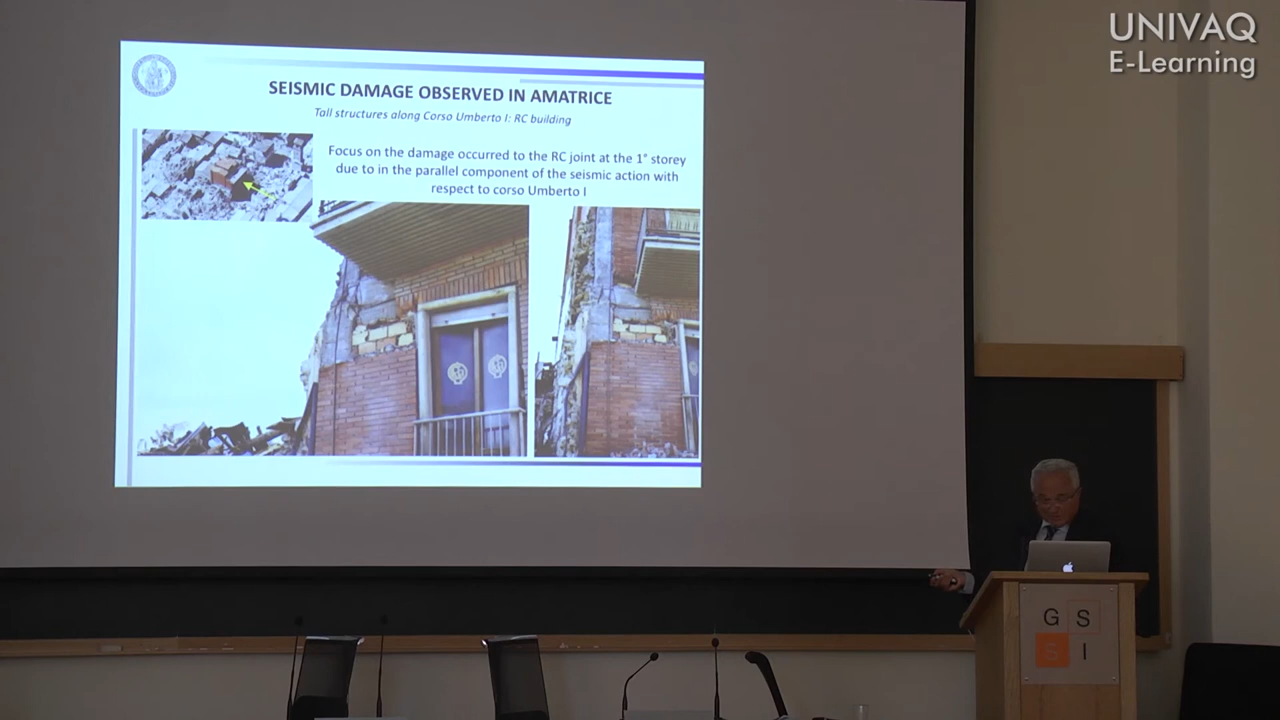 UNIVAQ
E-Learning
SEISMIC DAMAGE OBSERVED IN AMATRICE
Tall structures along Corso Umberto I: RC building
Focus on the damage occurred to the RC joint at the 1° storey
due to in the parallel component of the seismic action with
respect to corso Umberto I
G S
S I